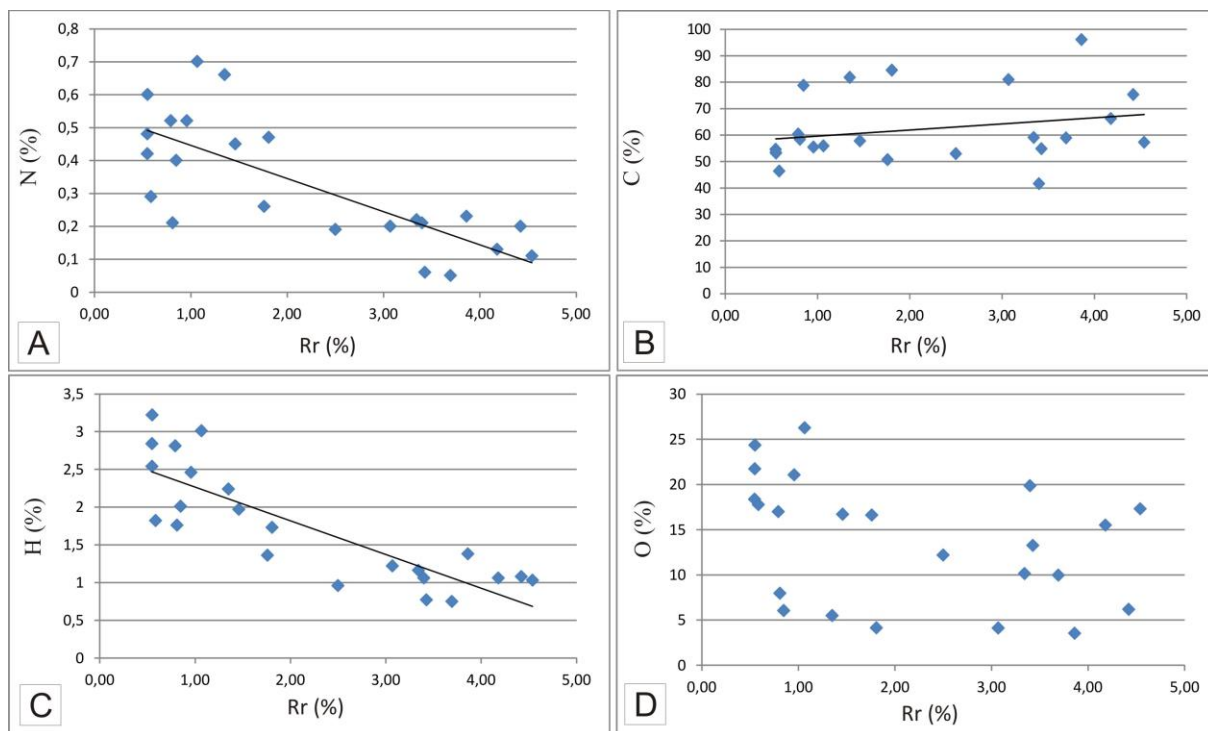 N (%)
0,8
0,7
0,6
0,5
0,4
0,3
0,2
0,1
0
0,00 1,00 2,00 3,00 4,00 5,00
Rr (%)
A
C (%)
100
90
80
70
60
50
40
30
20
10
0
0,00 1,00 2,00 3,00 4,00 5,00
Rr (%)
B
H (%)
3,5
3
2,5
2
1,5
1
0,5
0
0,00 1,00 2,00 3,00 4,00 5,00
Rr (%)
C
O (%)
30
25
20
15
10
5
0
0,00 1,00 2,00 3,00 4,00 5,00
Rr (%)
D